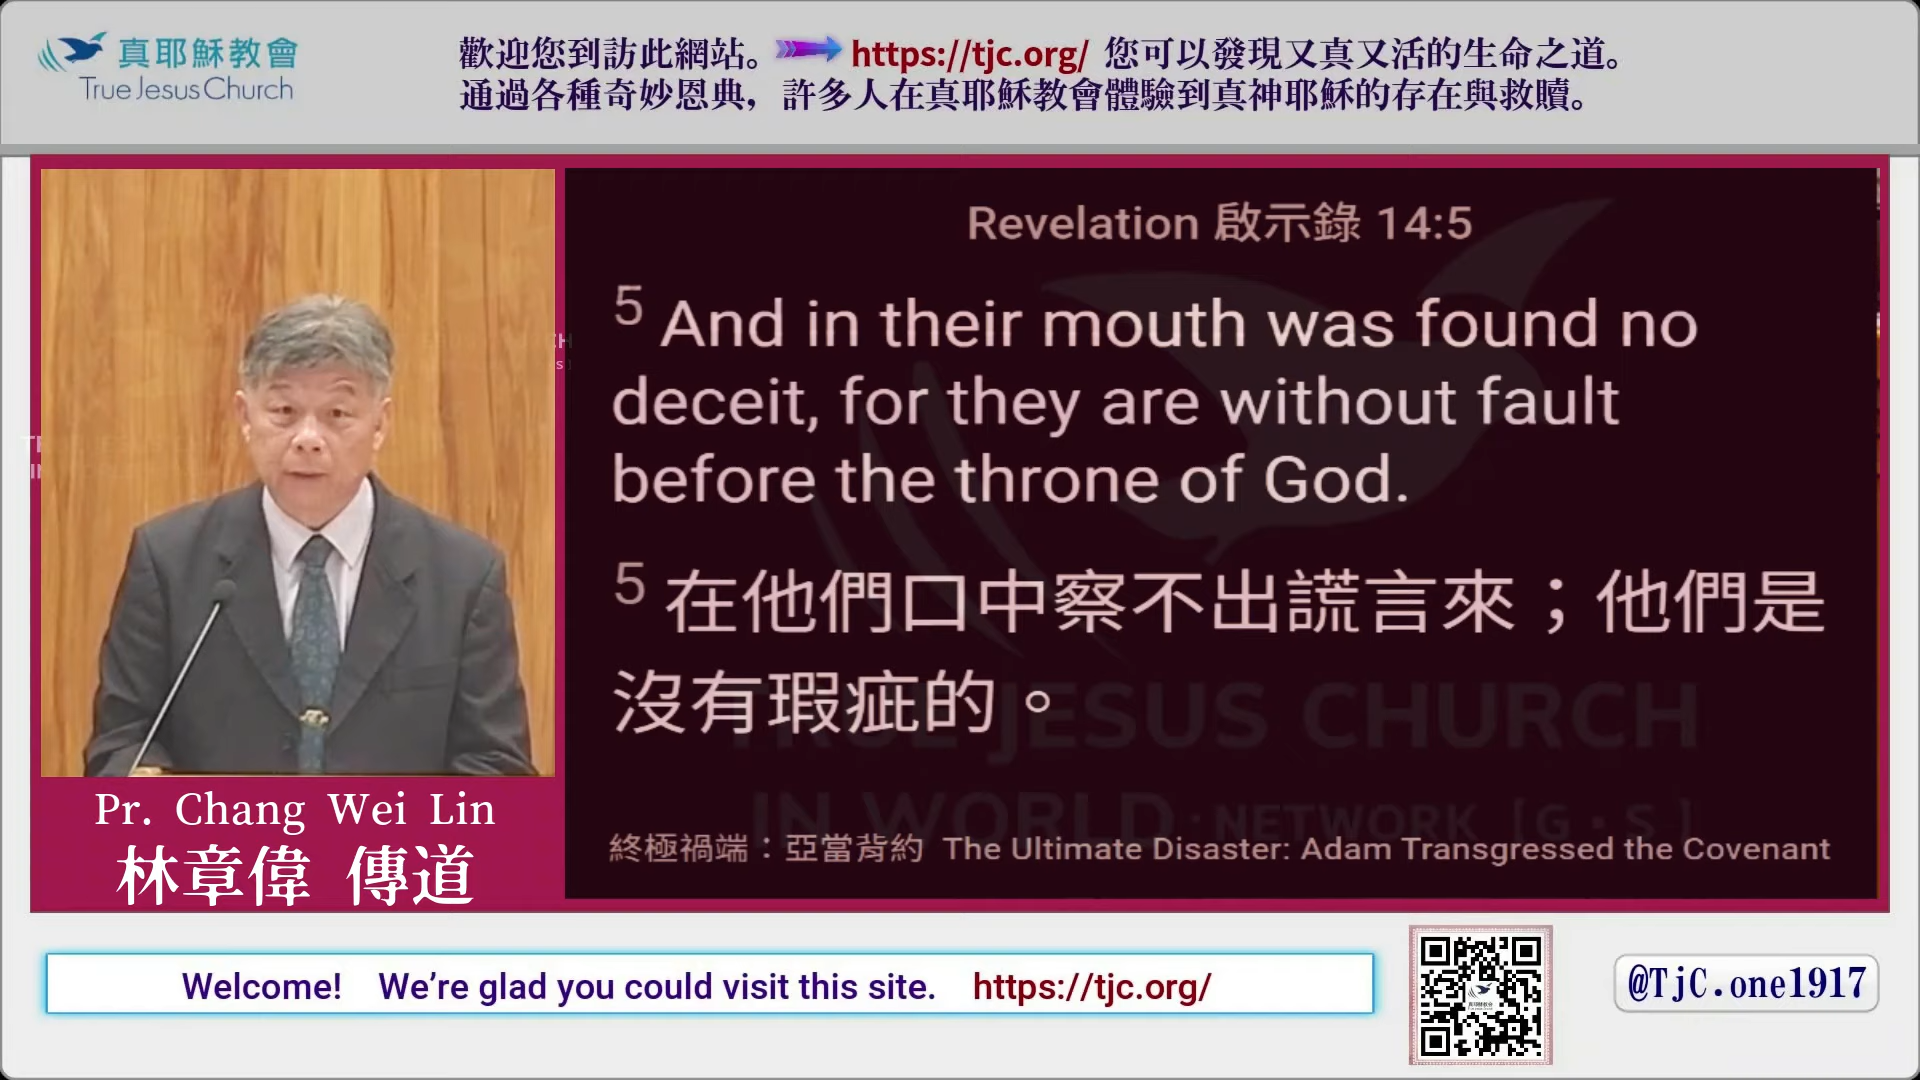 真耶穌教會
True Jesus Church
歡迎您到訪此網站。 https://tjc.org/ 您可以發現又真又活的生命之道。
通過各種奇妙恩典，許多人在真耶穌教會體驗到真神耶穌的存在與救贖。
Revelation 啟示錄 14:5
5 And in their mouth was found no
deceit, for they are without fault
before the throne of God.
5 在他們口中察不出謊言來；他們是
沒有瑕疵的。
TRUE JESUS CHURCH
IN WORLD · NETWORK [G · S]
終極禍端：亞當背約 The Ultimate Disaster: Adam Transgressed the Covenant
Pr. Chang Wei Lin
林章偉 傳道
Welcome! We’re glad you could visit this site. https://tjc.org/
@TjC.one1917